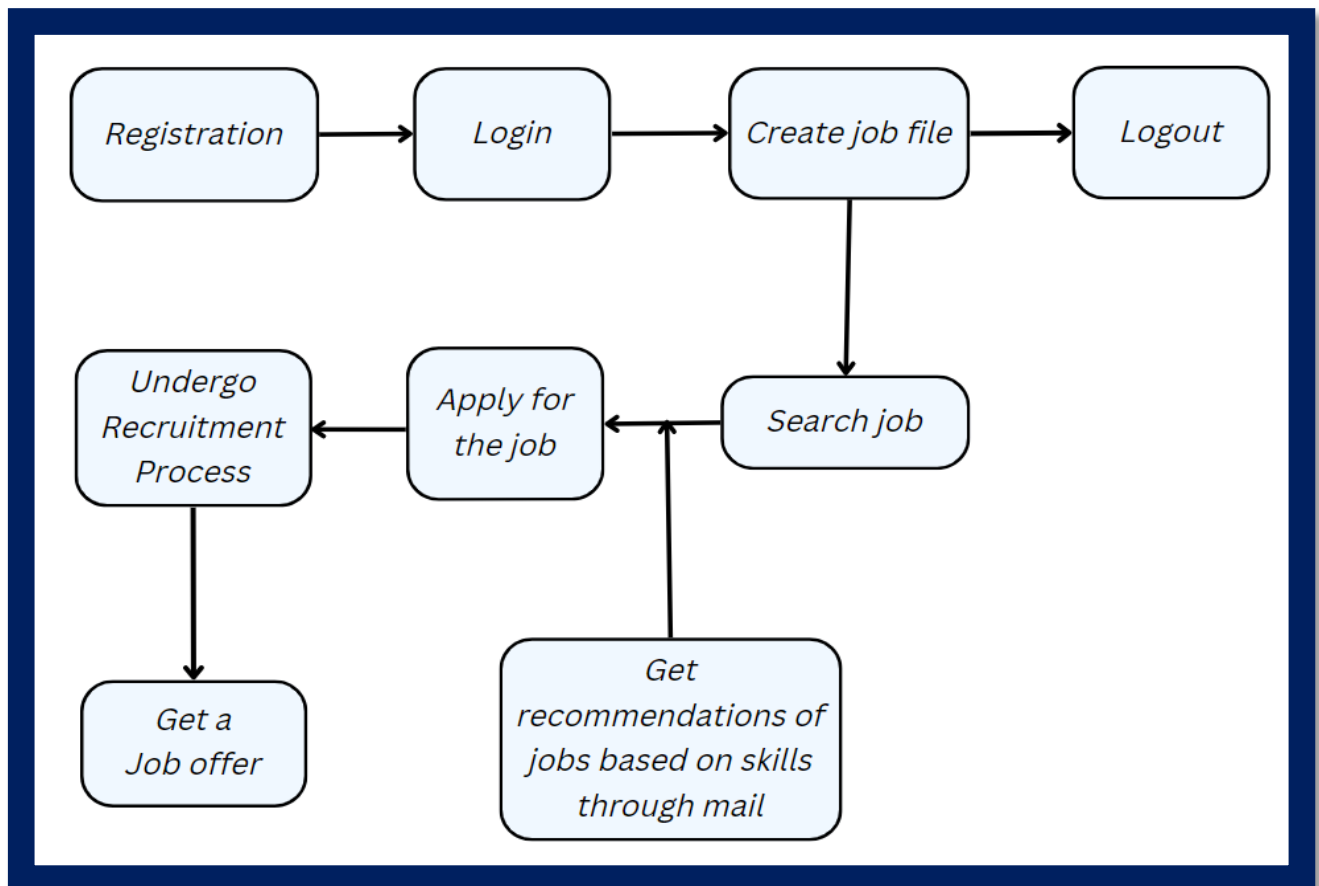 Registration
Login
Create job file
Logout
Undergo
Recruitment
Process
Apply for
the job
Search job
Get a
Job offer
Get
recommendations of
jobs based on skills
through mail